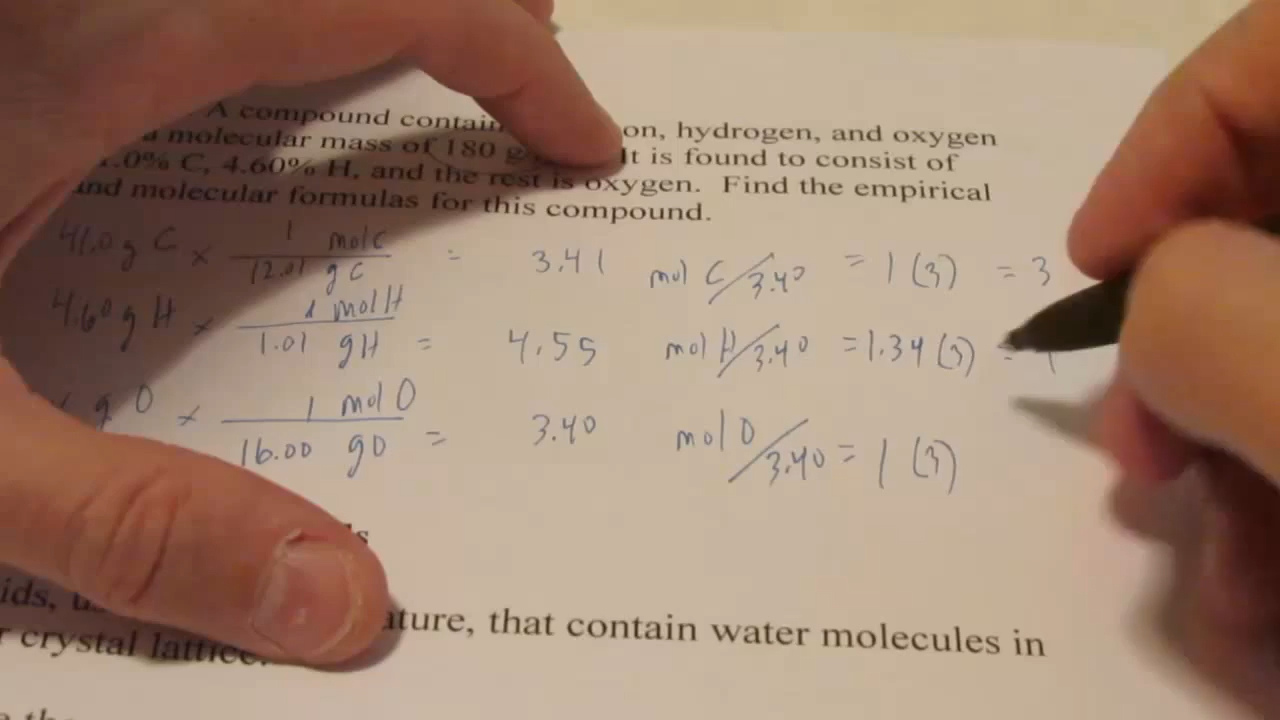 A compound contain on, hydrogen, and oxygen
a molecular mass of 180 g It is found to consist of
1.0% C, 4.60% H, and the rest is oxygen. Find the empirical
and molecular formulas for this compound.
41.0 g C × 1 mol C / 12.01 g C = 3.41 mol C / 3.40 = 1 (3) = 3
4.60 g H × 1 mol H / 1.01 g H = 4.55 mol H / 3.40 = 1.34 (3) =
g O × 1 mol O / 16.00 g O = 3.40 mol O / 3.40 = 1 (3)
ature, that contain water molecules in
crystal lattice.